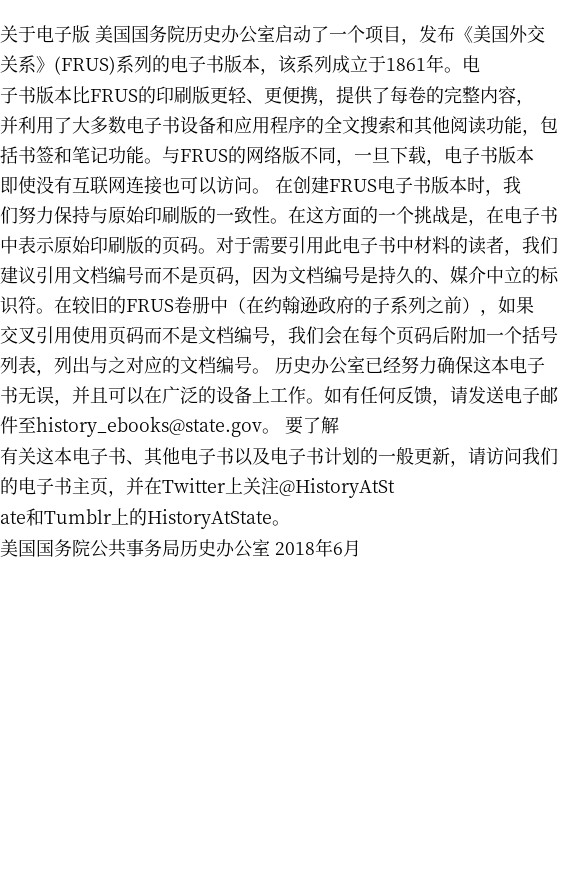 关于电子版 美国国务院历史办公室启动了一个项目，发布《美国外交
关系》(FRUS)系列的电子书版本，该系列成立于1861年。电
子书版本比FRUS的印刷版更轻、更便携，提供了每卷的完整内容，
并利用了大多数电子书设备和应用程序的全文搜索和其他阅读功能，包
括书签和笔记功能。与FRUS的网络版不同，一旦下载，电子书版本
即使没有互联网连接也可以访问。 在创建FRUS电子书版本时，我
们努力保持与原始印刷版的一致性。在这方面的一个挑战是，在电子书
中表示原始印刷版的页码。对于需要引用此电子书中材料的读者，我们
建议引用文档编号而不是页码，因为文档编号是持久的、媒介中立的标
识符。在较旧的FRUS卷册中（在约翰逊政府的子系列之前），如果
交叉引用使用页码而不是文档编号，我们会在每个页码后附加一个括号
列表，列出与之对应的文档编号。 历史办公室已经努力确保这本电子
书无误，并且可以在广泛的设备上工作。如有任何反馈，请发送电子邮
件至history_ebooks@state.gov。 要了解
有关这本电子书、其他电子书以及电子书计划的一般更新，请访问我们
的电子书主页，并在Twitter上关注@HistoryAtSt
ate和Tumblr上的HistoryAtState。
美国国务院公共事务局历史办公室 2018年6月